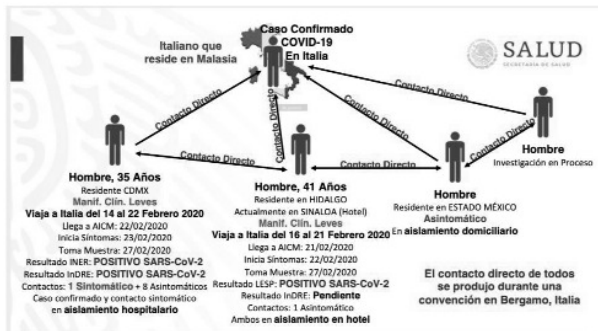 Caso Confirmado
COVID-19
En Italia
Italiano que
reside en Malasia
SALUD
SECRETARÍA DE SALUD
Contacto Directo
Contacto Directo
Contacto Directo
Contacto Directo
Contacto Directo
Contacto Directo
Contacto Directo
Hombre, 35 Años
Residente CDMX
Manif. Clín. Leves
Viaja a Italia del 14 al 22 Febrero 2020
Llega a AICM: 22/02/2020
Inicia Síntomas: 23/02/2020
Toma Muestra: 27/02/2020
Resultado INER: POSITIVO SARS-CoV-2
Resultado InDRE: POSITIVO SARS-CoV-2
Contactos: 1 Sintomático + 8 Asintomáticos
Caso confirmado y contacto sintomático
en aislamiento hospitalario
Hombre, 41 Años
Residente en HIDALGO
Actualmente en SINALOA (Hotel)
Manif. Clín. Leves
Viaja a Italia del 16 al 21 Febrero 2020
Llega a AICM: 21/02/2020
Inicia Síntomas: 22/02/2020
Toma Muestra: 27/02/2020
Resultado LESP: POSITIVO SARS-CoV-2
Resultado InDRE: Pendiente
Contactos: 1 Asintomático
Ambos en aislamiento en hotel
Hombre
Residente en ESTADO MÉXICO
Asintomático
En aislamiento domiciliario
Hombre
Investigación en Proceso
El contacto directo de todos
se produjo durante una
convención en Bergamo, Italia